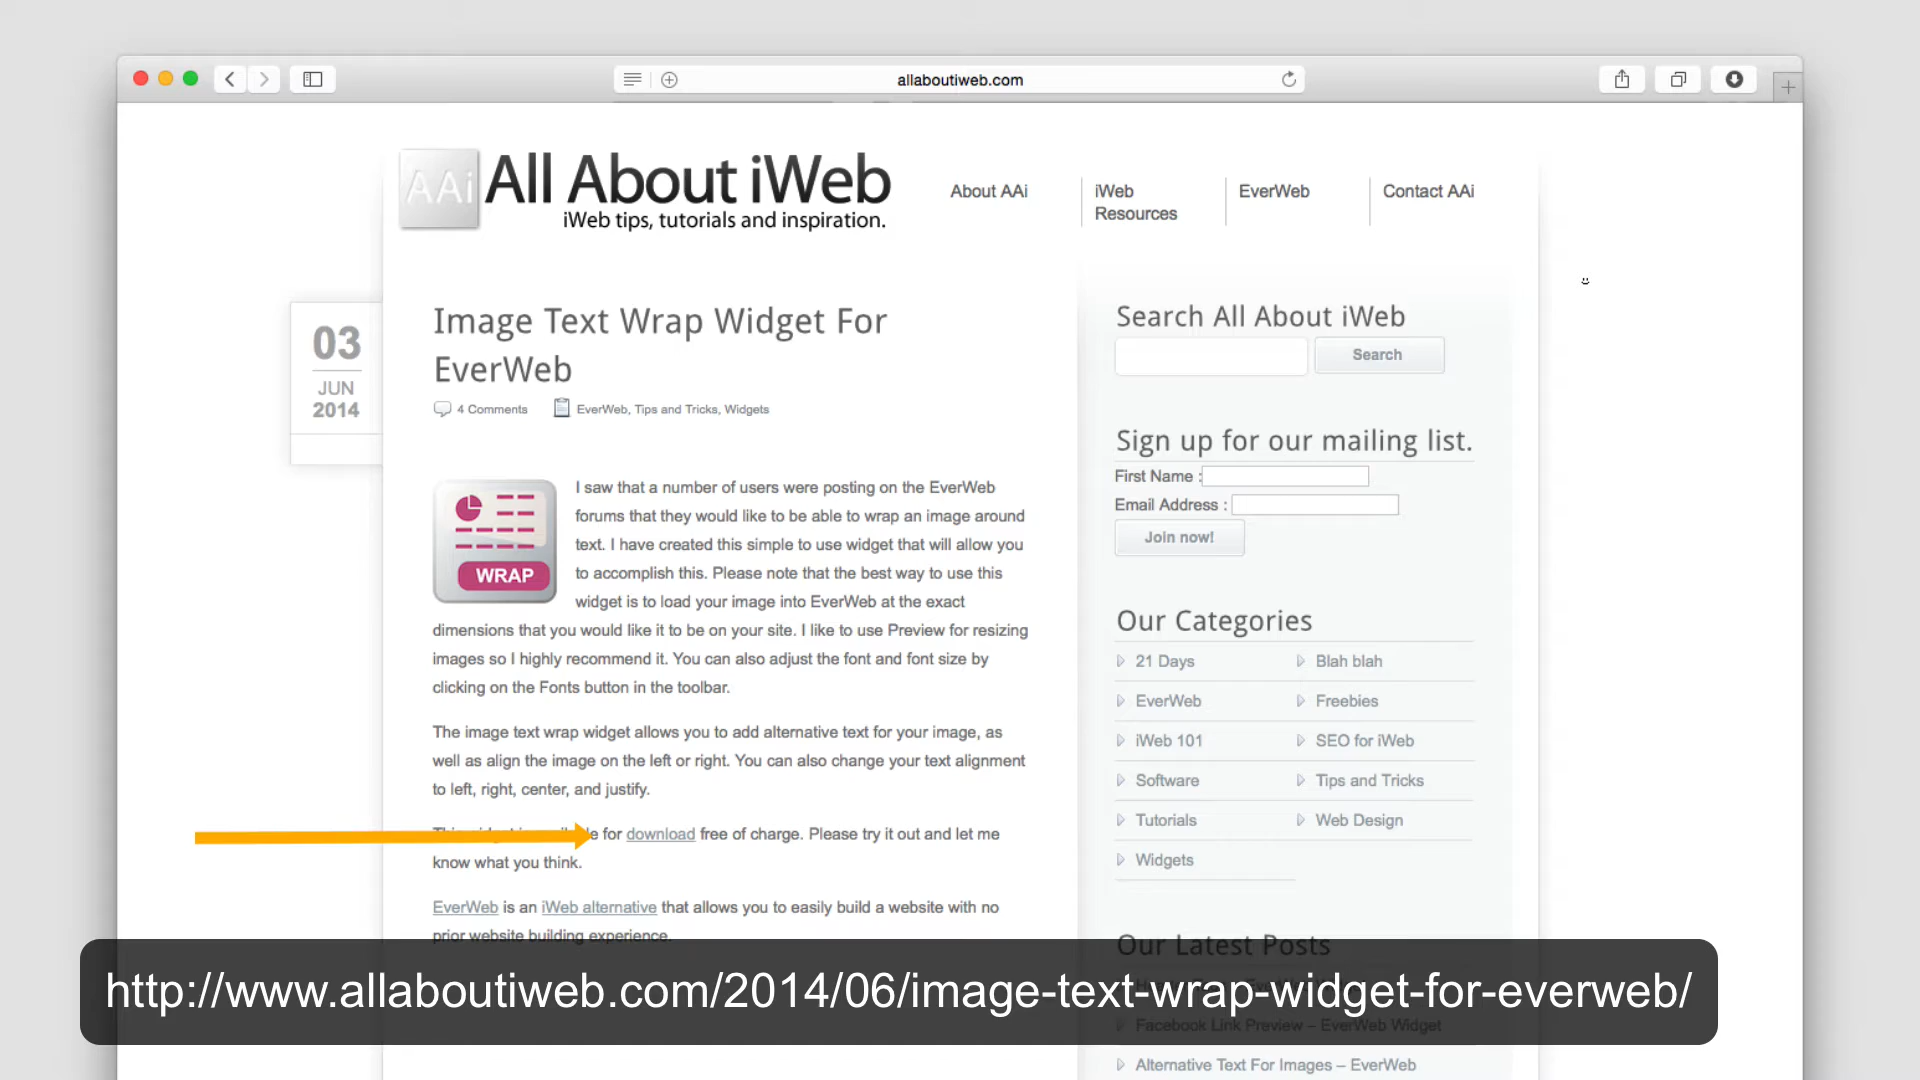 allaboutiweb.com
AAi
All About iWeb
iWeb tips, tutorials and inspiration.
About AAi
iWeb
Resources
EverWeb
Contact AAi
03
JUN
2014
Image Text Wrap Widget For
EverWeb
4 Comments
EverWeb, Tips and Tricks, Widgets
WRAP
I saw that a number of users were posting on the EverWeb
forums that they would like to be able to wrap an image around
text. I have created this simple to use widget that will allow you
to accomplish this. Please note that the best way to use this
widget is to load your image into EverWeb at the exact
dimensions that you would like it to be on your site. I like to use Preview for resizing
images so I highly recommend it. You can also adjust the font and font size by
clicking on the Fonts button in the toolbar.
The image text wrap widget allows you to add alternative text for your image, as
well as align the image on the left or right. You can also change your text alignment
to left, right, center, and justify.
for download free of charge. Please try it out and let me
know what you think.
EverWeb is an iWeb alternative that allows you to easily build a website with no
prior website building experience.
Search All About iWeb
Search
Sign up for our mailing list.
First Name :
Email Address :
Join now!
Our Categories
21 Days
Blah blah
EverWeb
Freebies
iWeb 101
SEO for iWeb
Software
Tips and Tricks
Tutorials
Web Design
Widgets
Our Latest Posts
Facebook Link Preview – EverWeb Widget
Alternative Text For Images – EverWeb
http://www.allaboutiweb.com/2014/06/image-text-wrap-widget-for-everweb/